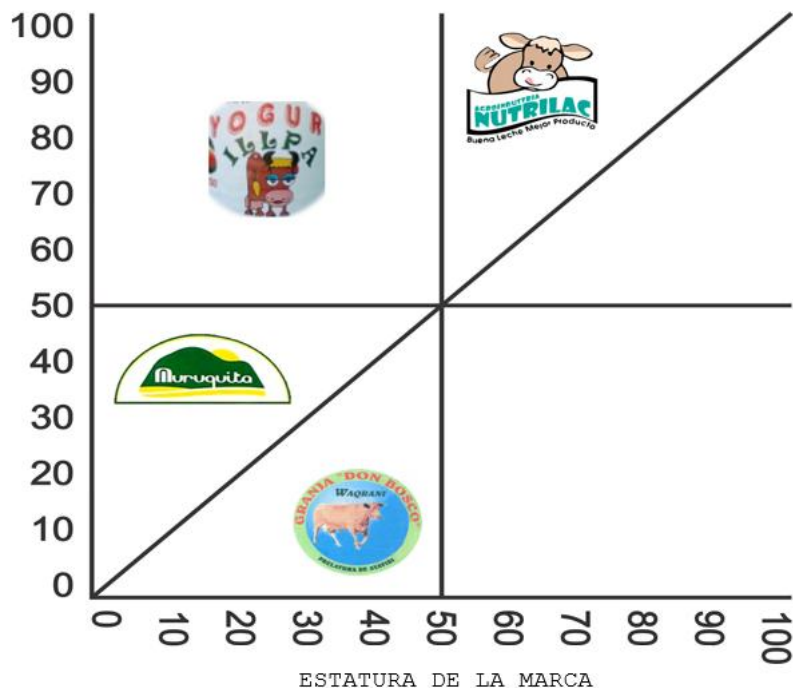 100
90
80
70
60
50
40
30
20
10
0
YOGUR
ILLPA
AGROINDUSTRIA
NUTRILAC
Buena Leche Mejor Producto
Muruquita
GRANJA "DON BOSCO"
WAQRANI
0
10
20
30
40
50
60
70
80
90
100
ESTATURA DE LA MARCA